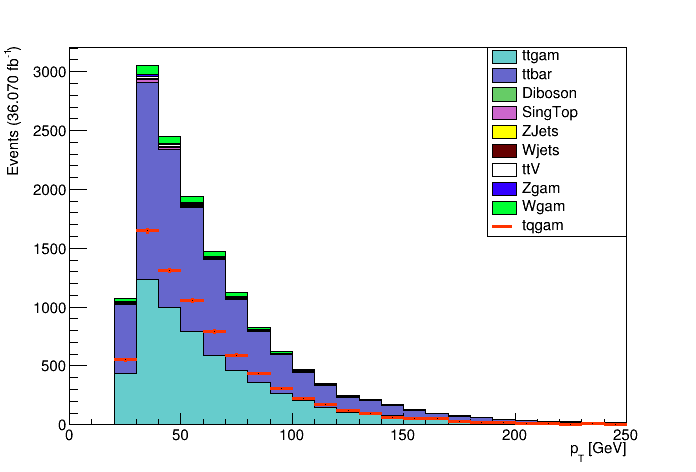 Events (36.070 fb⁻¹)
3000
2500
2000
1500
1000
500
0
0 50 100 150 200 250
p_T [GeV]
ttgam
ttbar
Diboson
SingTop
ZJets
Wjets
ttV
Zgam
Wgam
tqgam